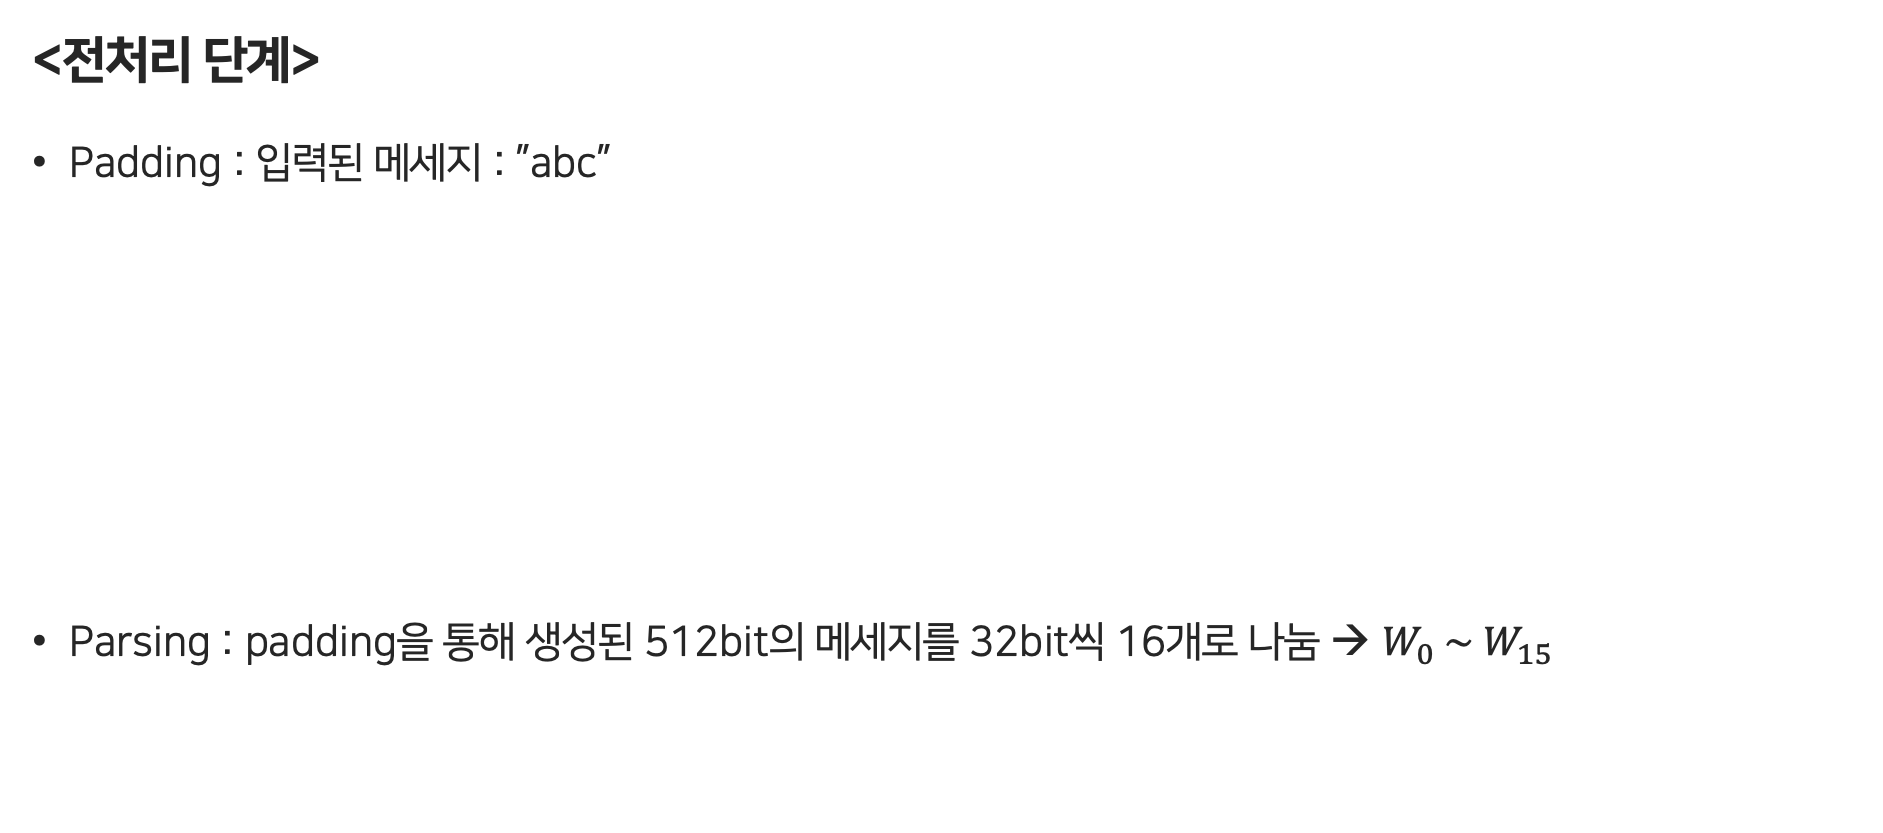 <전처리 단계>
• Padding : 입력된 메세지 : "abc"
• Parsing : padding을 통해 생성된 512bit의 메세지를 32bit씩 16개로 나눔 → W₀ ~ W₁₅